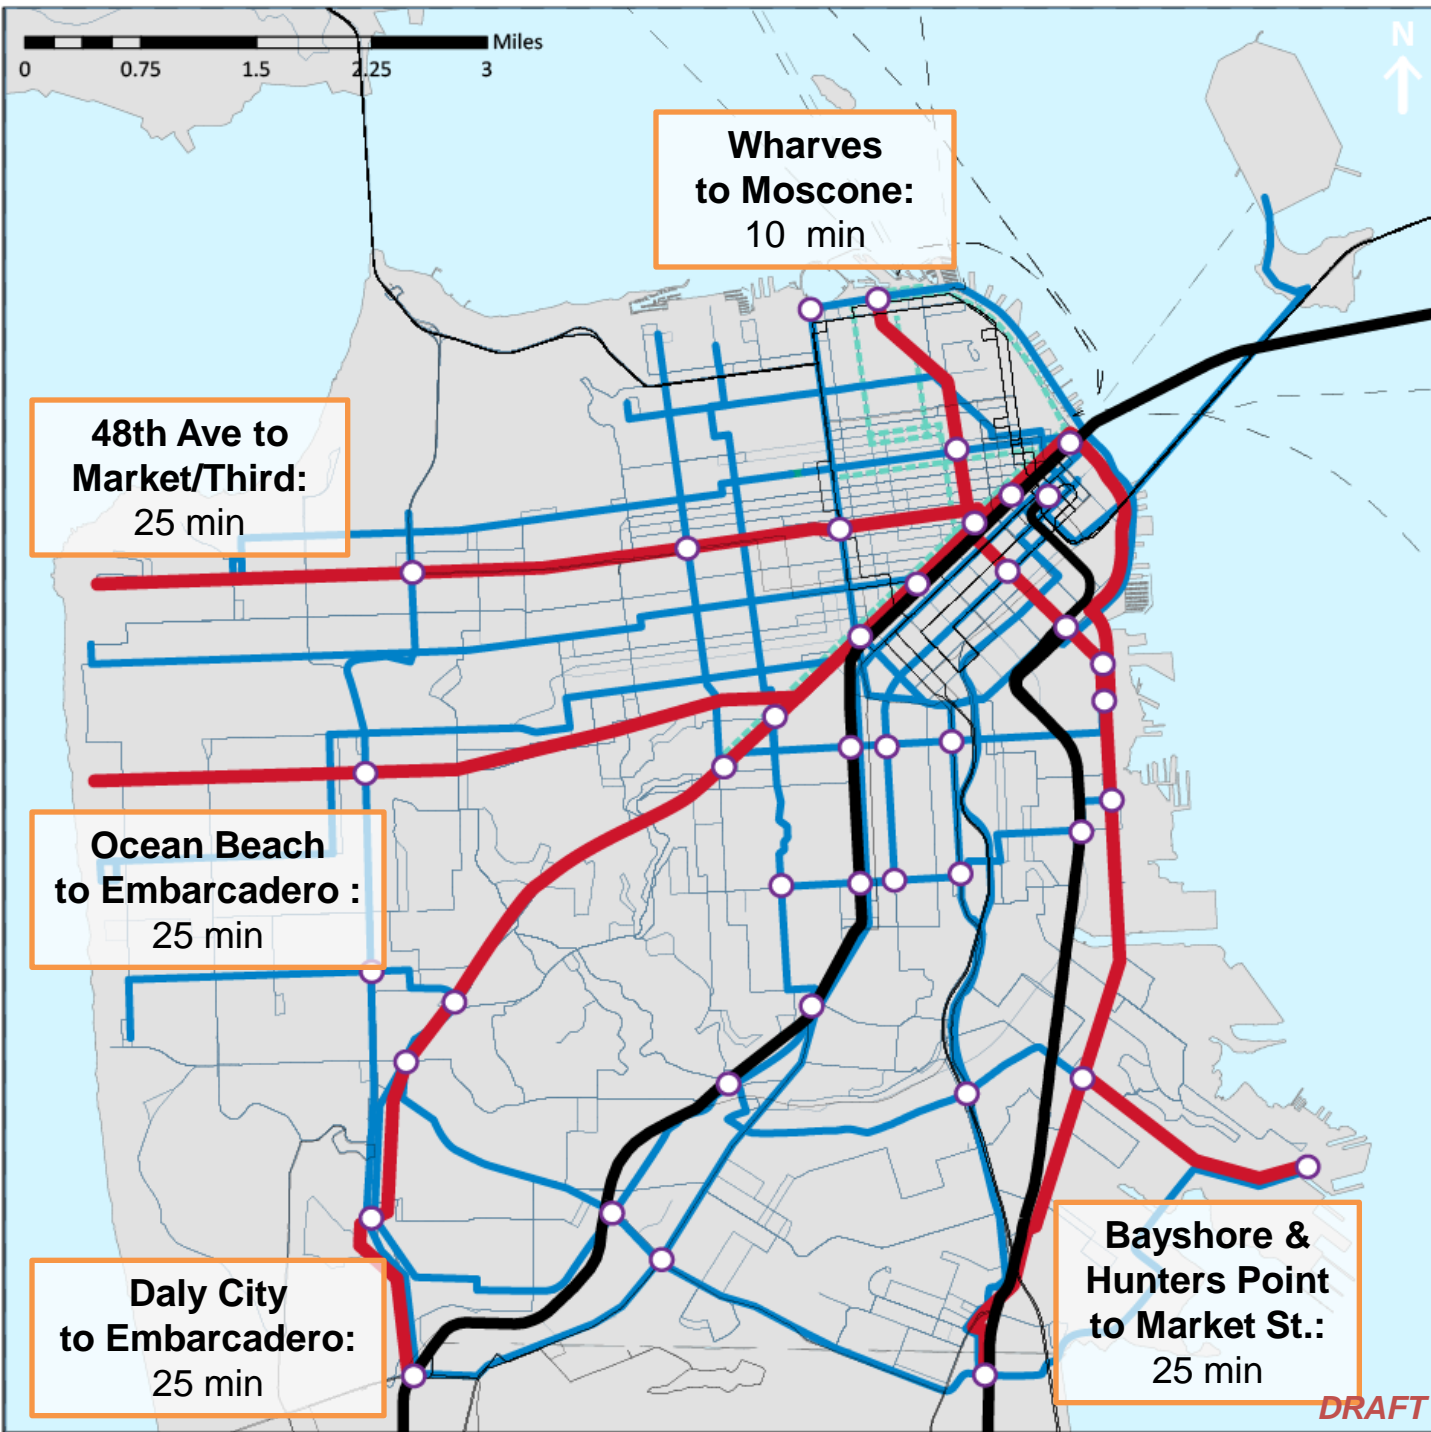 Miles
0 0.75 1.5 2.25 3
N
Wharves
to Moscone:
10 min
48th Ave to
Market/Third:
25 min
Ocean Beach
to Embarcadero :
25 min
Daly City
to Embarcadero:
25 min
Bayshore &
Hunters Point
to Market St.:
25 min
DRAFT